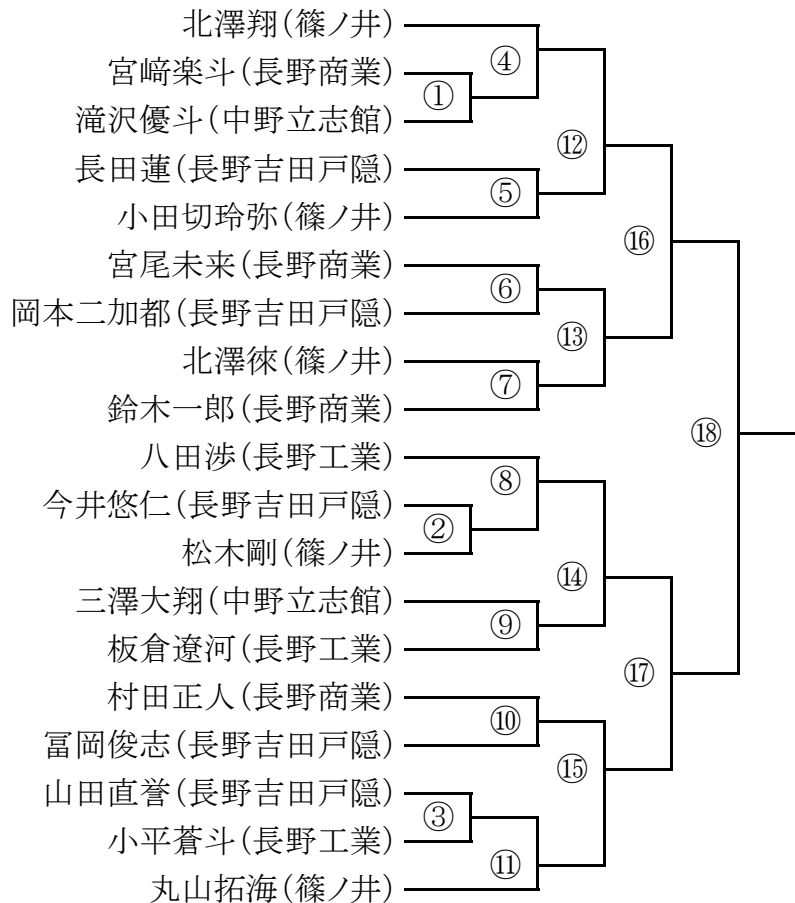 北澤翔(篠ノ井)
宮﨑楽斗(長野商業)
滝沢優斗(中野立志館)
長田蓮(長野吉田戸隠)
小田切玲弥(篠ノ井)
宮尾未来(長野商業)
岡本二加都(長野吉田戸隠)
北澤徠(篠ノ井)
鈴木一郎(長野商業)
八田渉(長野工業)
今井悠仁(長野吉田戸隠)
松木剛(篠ノ井)
三澤大翔(中野立志館)
板倉遼河(長野工業)
村田正人(長野商業)
冨岡俊志(長野吉田戸隠)
山田直誉(長野吉田戸隠)
小平蒼斗(長野工業)
丸山拓海(篠ノ井)
①
②
③
④
⑤
⑥
⑦
⑧
⑨
⑩
⑪
⑫
⑬
⑭
⑮
⑯
⑰
⑱